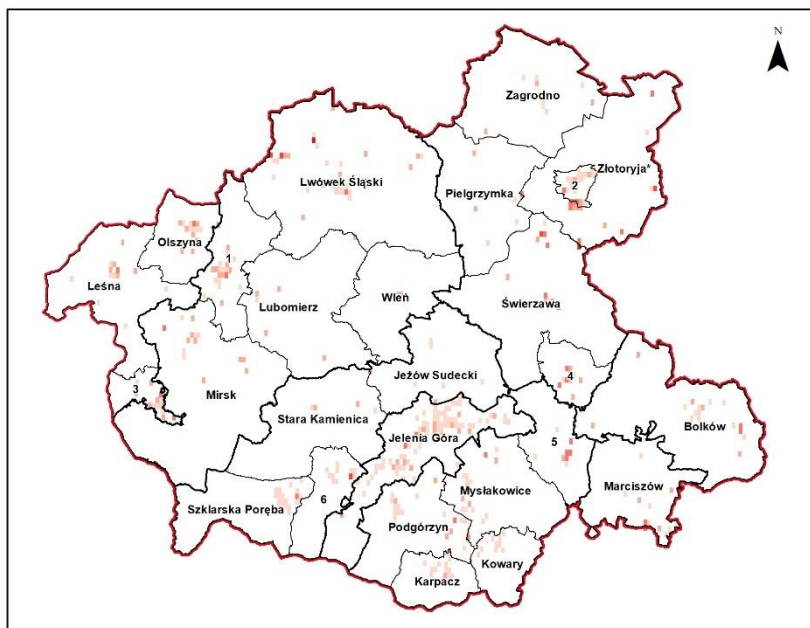 N
Zagrodno
Złotoryja*
Lwówek Śląski
Pielgrzymka
2
Olszyna
1
Leśna
Lubomierz
Wleń
Świerzawa
Jeżów Sudecki
4
3
Mirsk
Stara Kamienica
Bolków
Jelenia Góra
5
Marciszów
Mysłakowice
6
Szklarska Poręba
Podgórzyn
Kowary
Karpacz